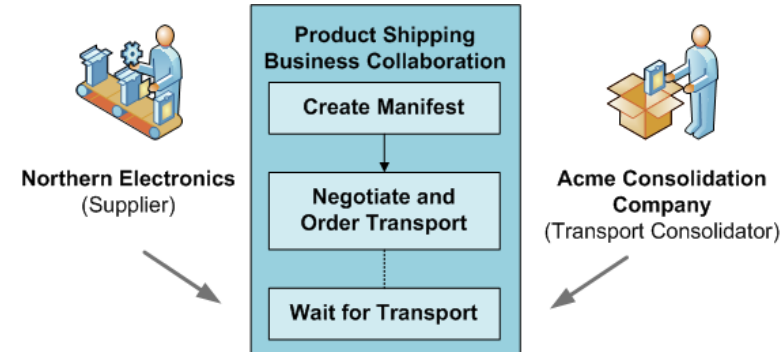 Product Shipping
Business Collaboration
Create Manifest
Negotiate and
Order Transport
Wait for Transport
Northern Electronics
(Supplier)
Acme Consolidation
Company
(Transport Consolidator)